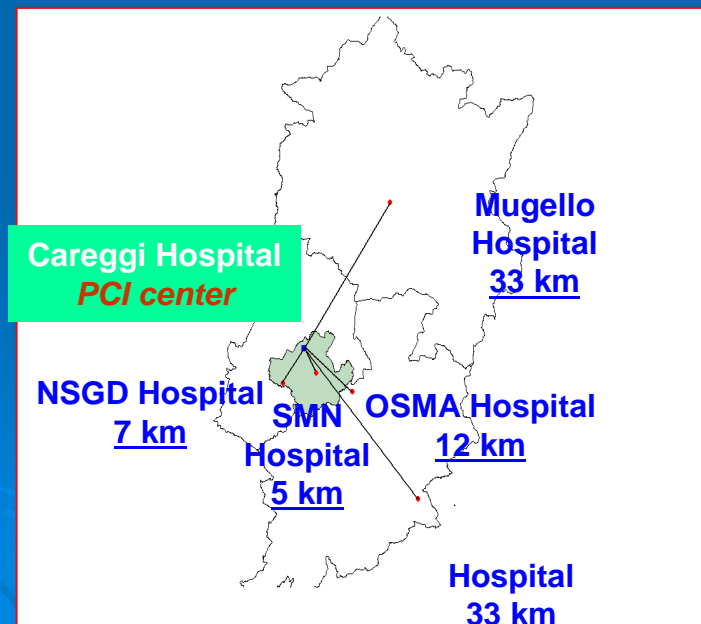 Mugello
Hospital
33 km
Careggi Hospital
PCI center
NSGD Hospital
7 km
SMN
Hospital
5 km
OSMA Hospital
12 km
Hospital
33 km